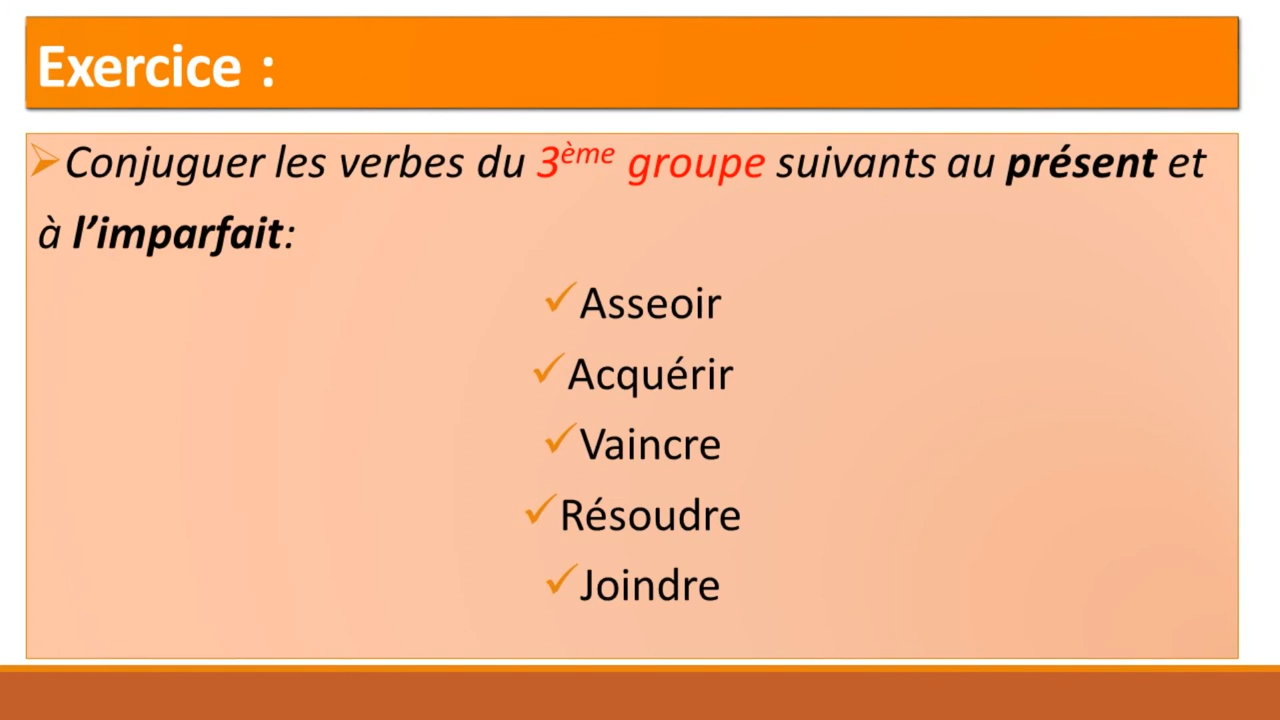 Exercice :
Conjuguer les verbes du 3ème groupe suivants au présent et
à l’imparfait:
Asseoir
Acquérir
Vaincre
Résoudre
Joindre